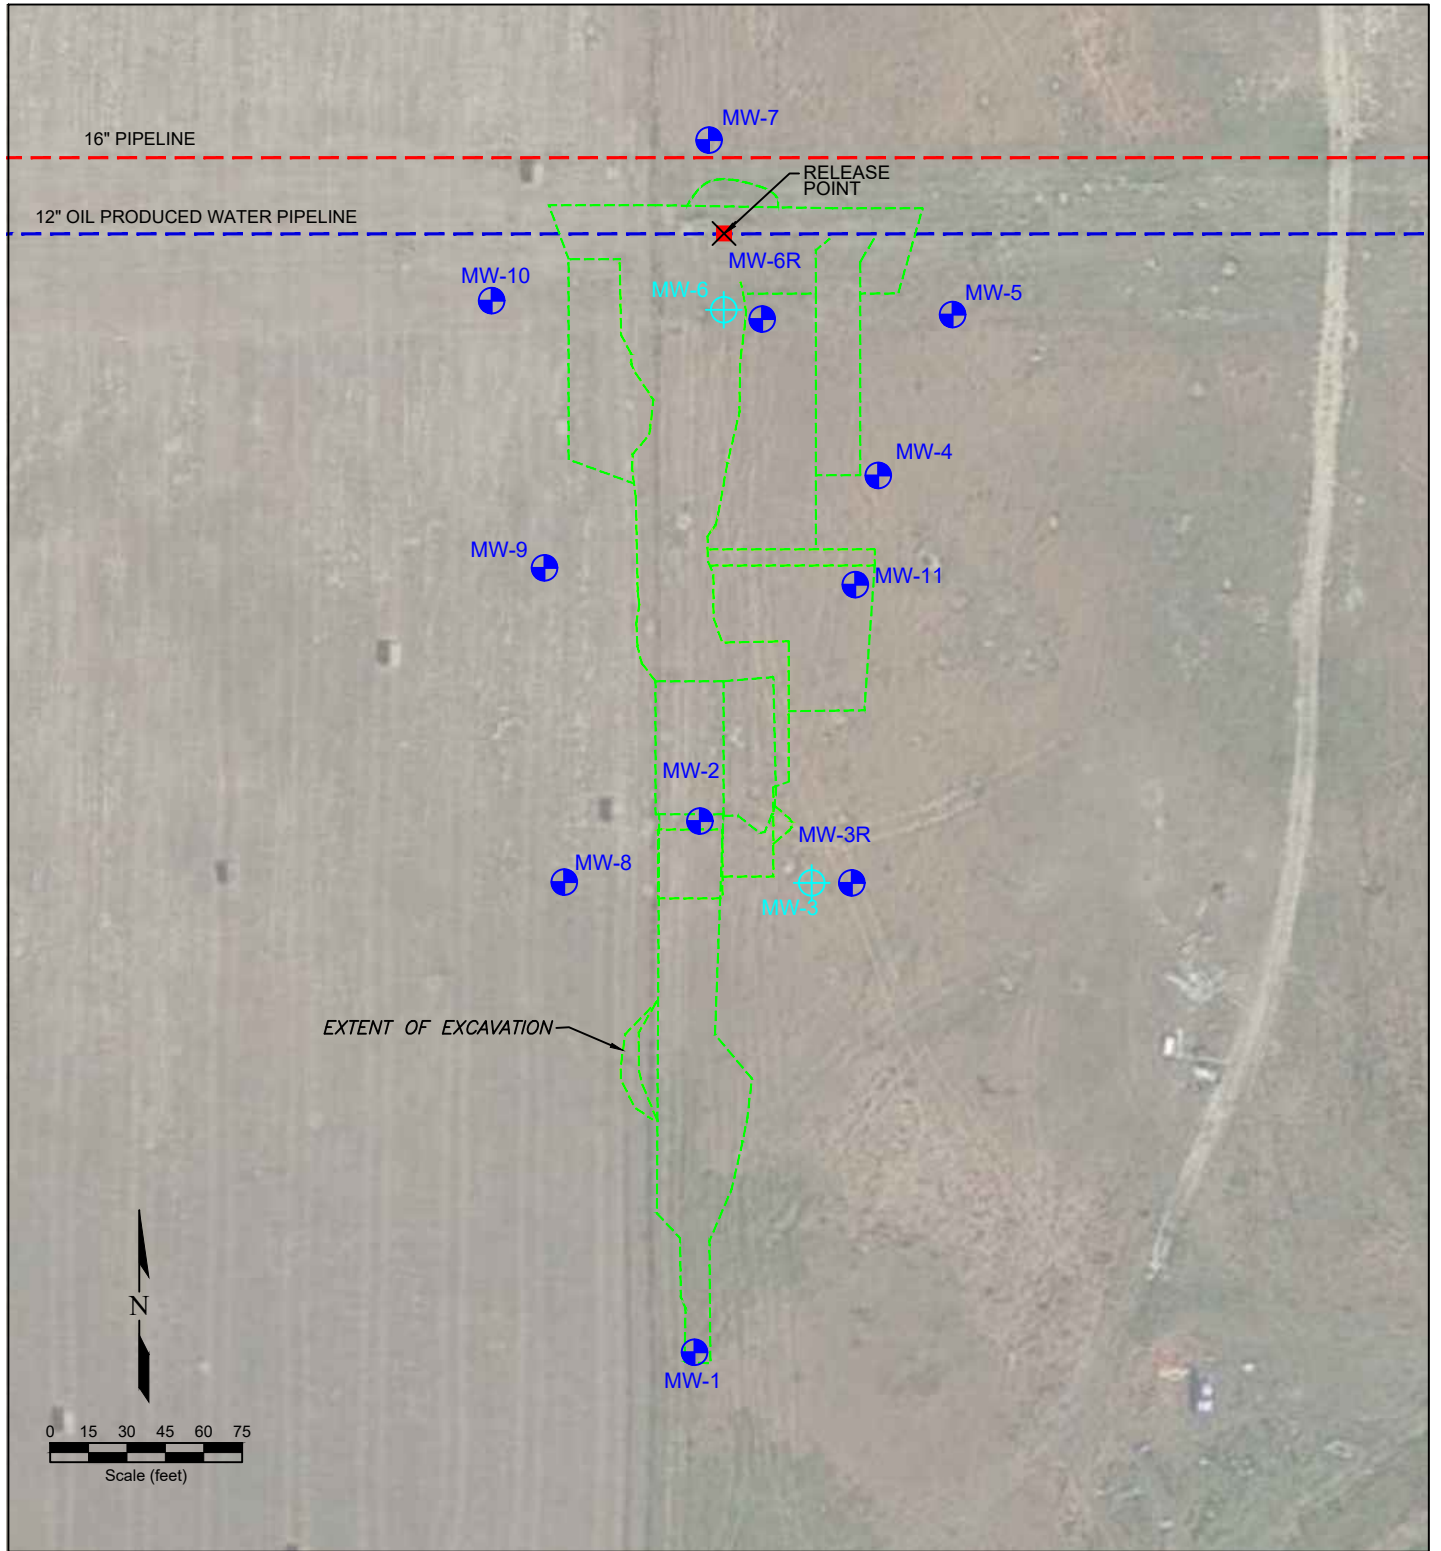 MW-7
16" PIPELINE
RELEASE
POINT
12" OIL PRODUCED WATER PIPELINE
MW-6R
MW-10
MW-6
MW-5
MW-4
MW-9
MW-11
MW-2
MW-3R
MW-8
MW-3
EXTENT OF EXCAVATION
N
MW-1
0 15 30 45 60 75
Scale (feet)